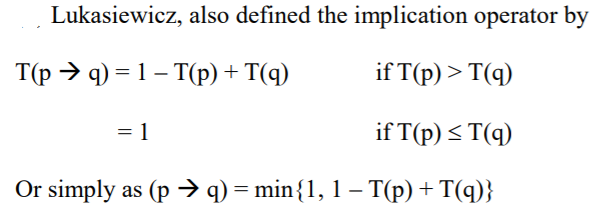 Lukasiewicz, also defined the implication operator by
T(p → q) = 1 – T(p) + T(q) if T(p) > T(q)
= 1 if T(p) ≤ T(q)
Or simply as (p → q) = min{1, 1 – T(p) + T(q)}